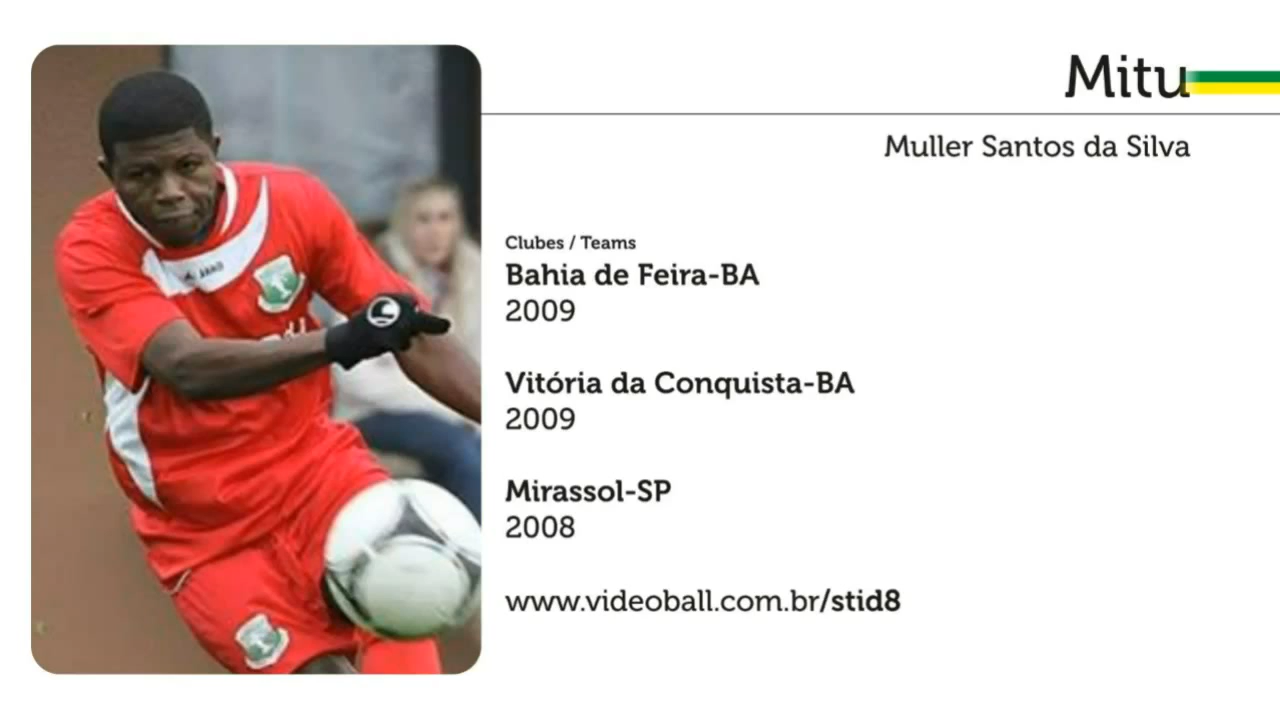 Mitu
Muller Santos da Silva
Clubes / Teams
Bahia de Feira-BA
2009
Vitória da Conquista-BA
2009
Mirassol-SP
2008
www.videoball.com.br/stid8